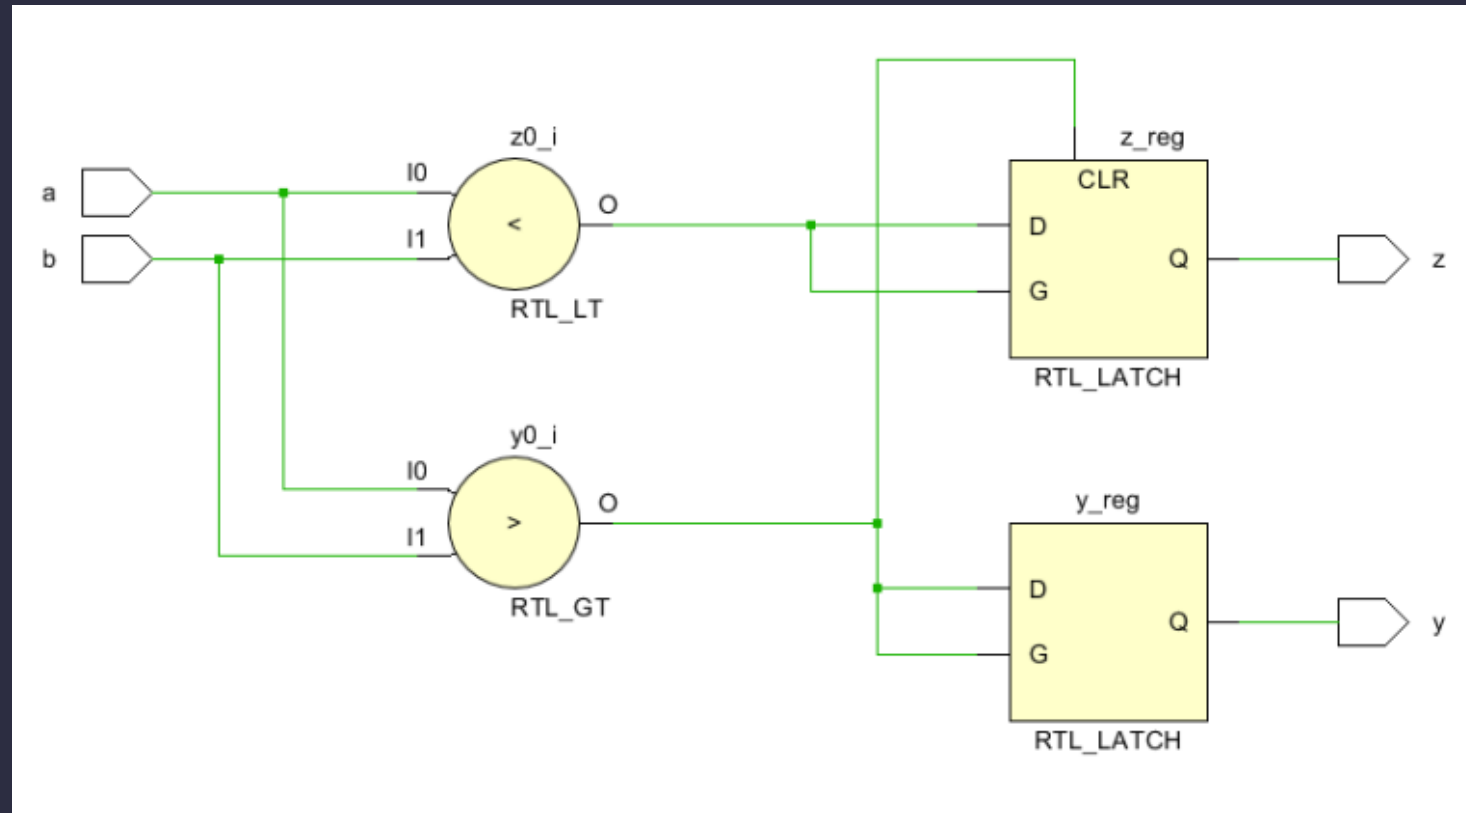 a
b
z0_i
I0
I1
<
O
RTL_LT
y0_i
I0
I1
>
O
RTL_GT
z_reg
CLR
D
G
Q
RTL_LATCH
z
y_reg
D
G
Q
RTL_LATCH
y